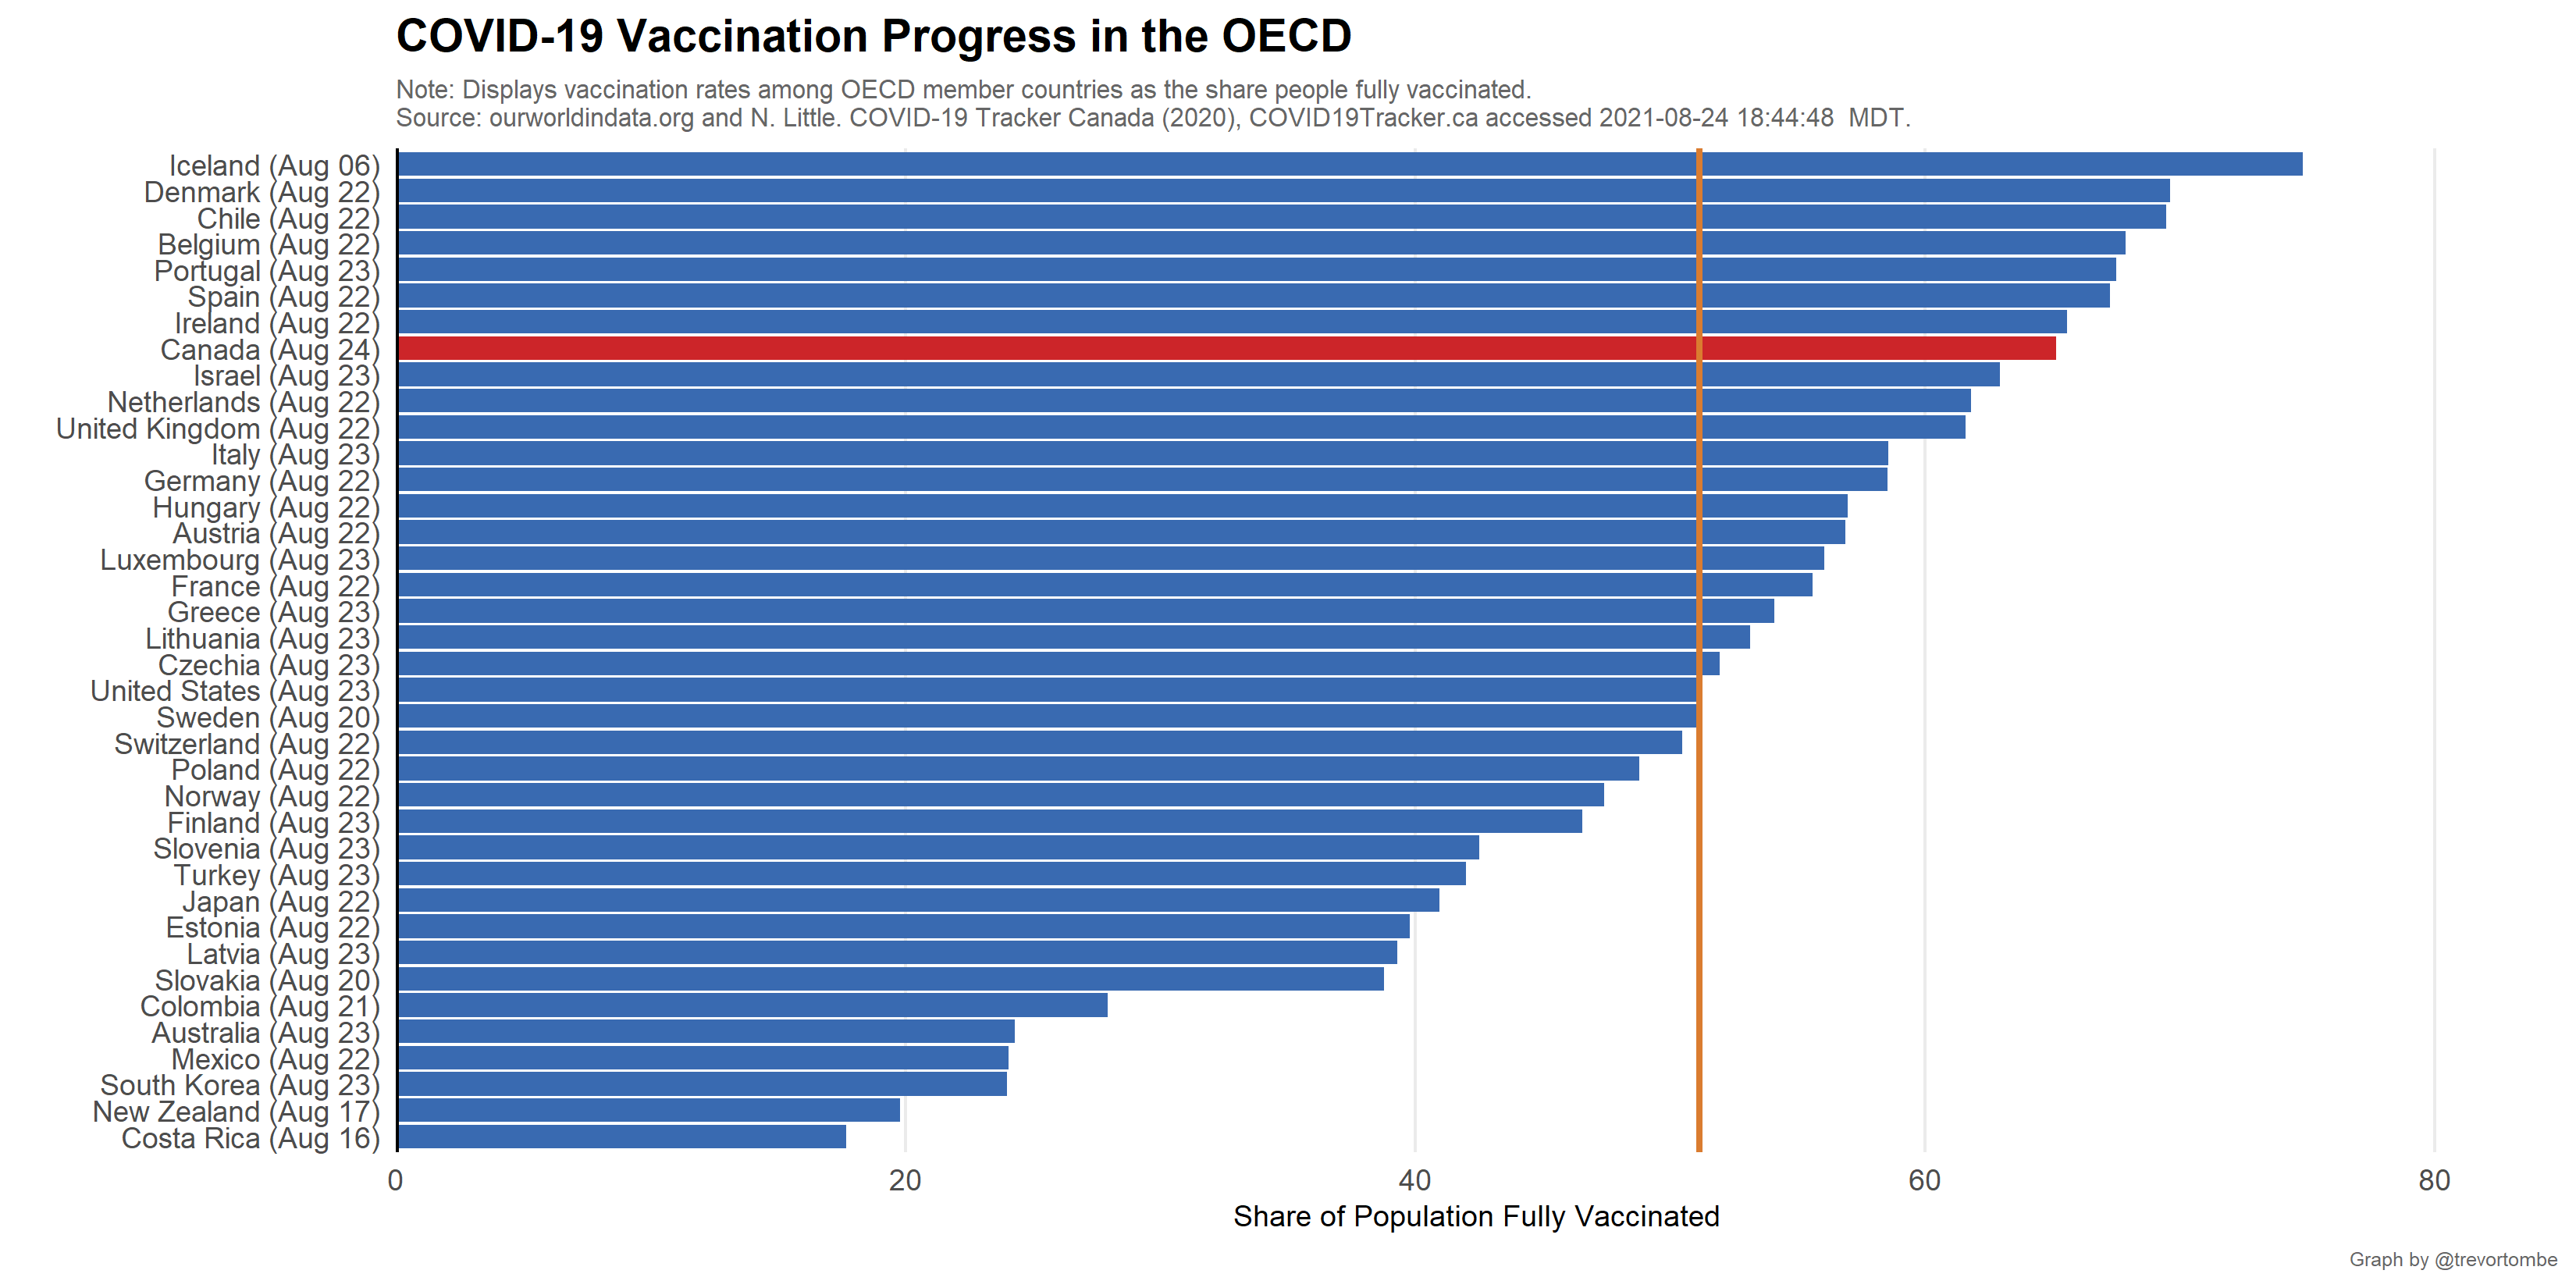 COVID-19 Vaccination Progress in the OECD
Note: Displays vaccination rates among OECD member countries as the share people fully vaccinated.
Source: ourworldindata.org and N. Little. COVID-19 Tracker Canada (2020), COVID19Tracker.ca accessed 2021-08-24 18:44:48  MDT.
Iceland (Aug 06)
Denmark (Aug 22)
Chile (Aug 22)
Belgium (Aug 22)
Portugal (Aug 23)
Spain (Aug 22)
Ireland (Aug 22)
Canada (Aug 24)
Israel (Aug 23)
Netherlands (Aug 22)
United Kingdom (Aug 22)
Italy (Aug 23)
Germany (Aug 22)
Hungary (Aug 22)
Austria (Aug 22)
Luxembourg (Aug 23)
France (Aug 22)
Greece (Aug 23)
Lithuania (Aug 23)
Czechia (Aug 23)
United States (Aug 23)
Sweden (Aug 20)
Switzerland (Aug 22)
Poland (Aug 22)
Norway (Aug 22)
Finland (Aug 23)
Slovenia (Aug 23)
Turkey (Aug 23)
Japan (Aug 22)
Estonia (Aug 22)
Latvia (Aug 23)
Slovakia (Aug 20)
Colombia (Aug 21)
Australia (Aug 23)
Mexico (Aug 22)
South Korea (Aug 23)
New Zealand (Aug 17)
Costa Rica (Aug 16)
0 20 40 60 80
Share of Population Fully Vaccinated
Graph by @trevortombe